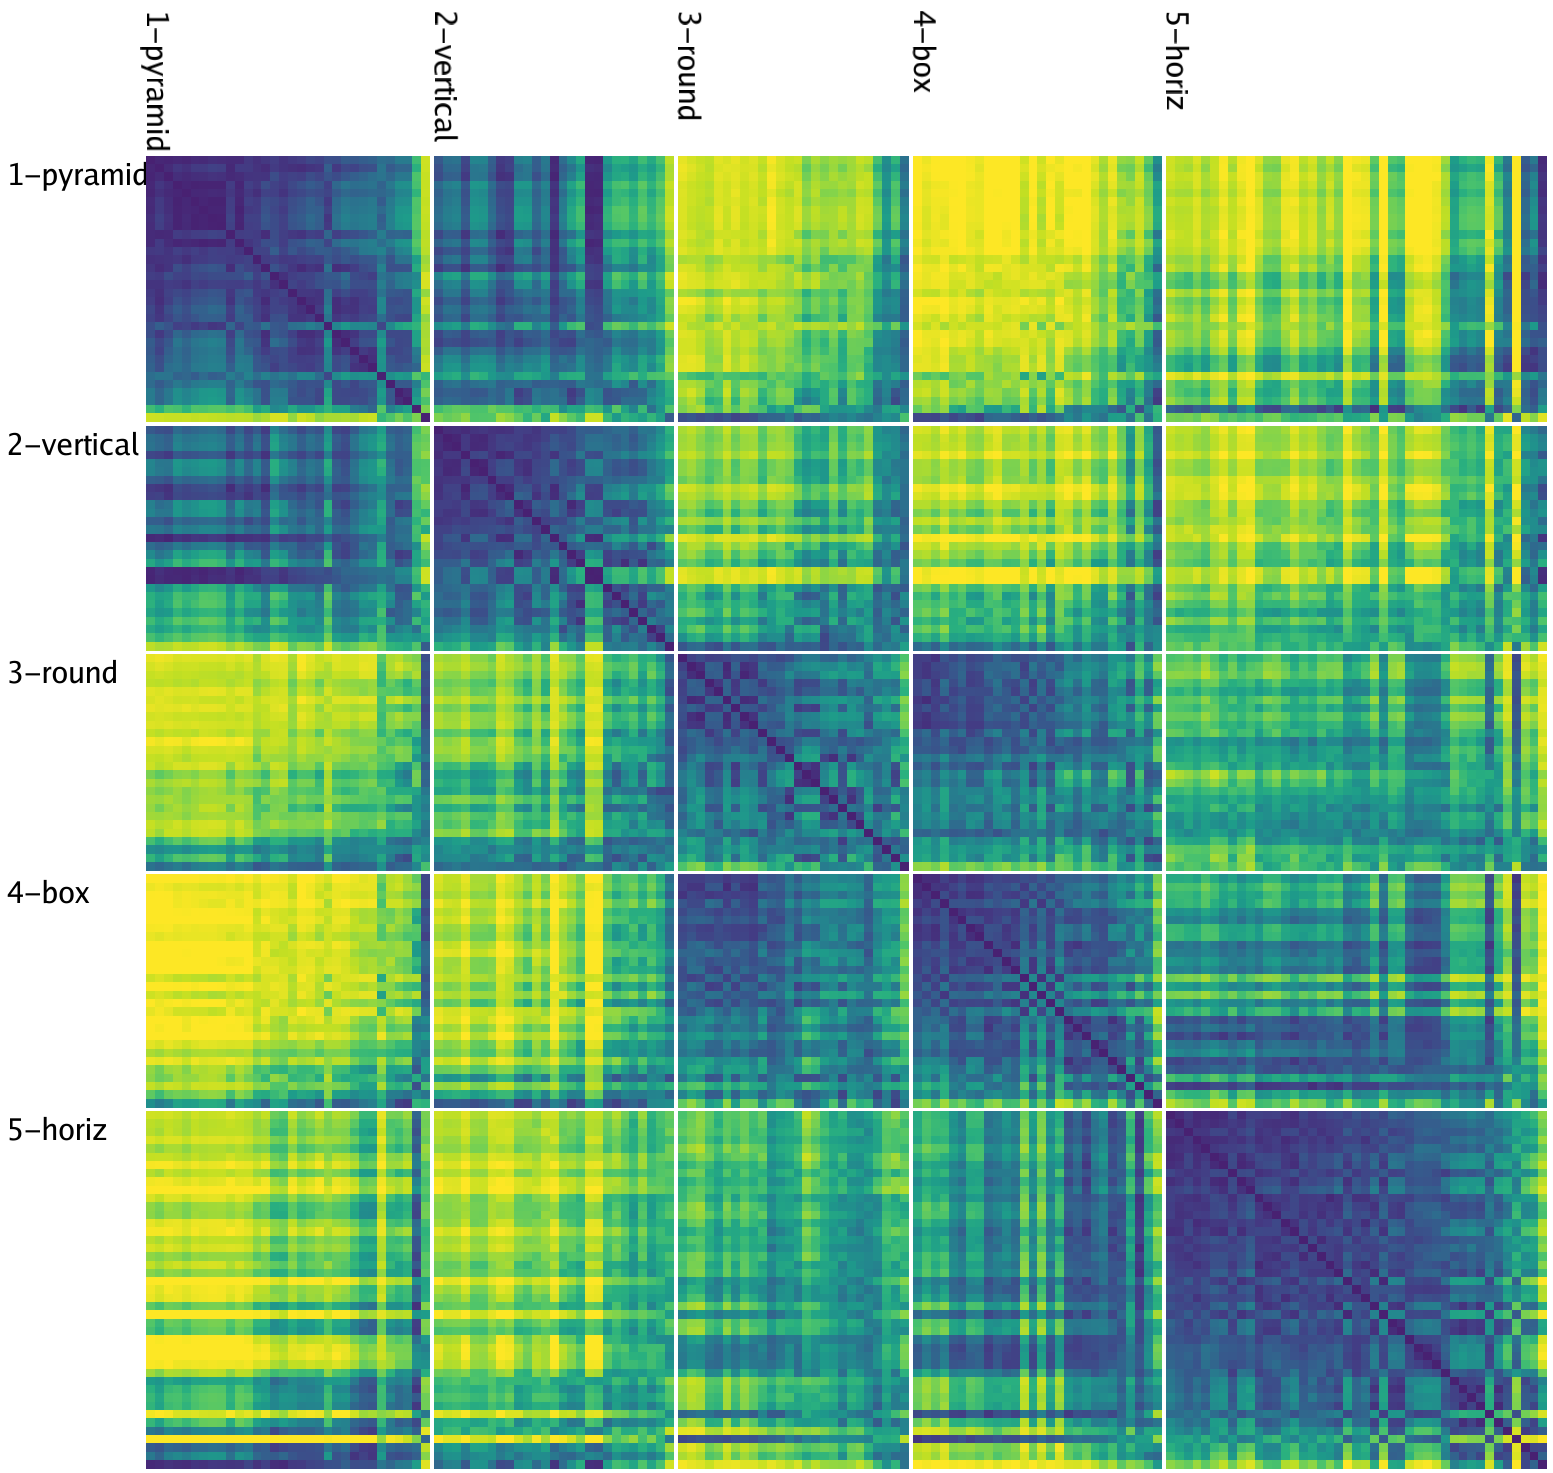 1-pyramid
2-vertical
3-round
4-box
5-horiz
1-pyramid
2-vertical
3-round
4-box
5-horiz